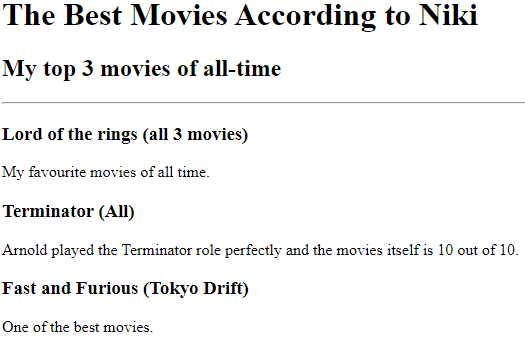 The Best Movies According to Niki
My top 3 movies of all-time
Lord of the rings (all 3 movies)
My favourite movies of all time.
Terminator (All)
Arnold played the Terminator role perfectly and the movies itself is 10 out of 10.
Fast and Furious (Tokyo Drift)
One of the best movies.